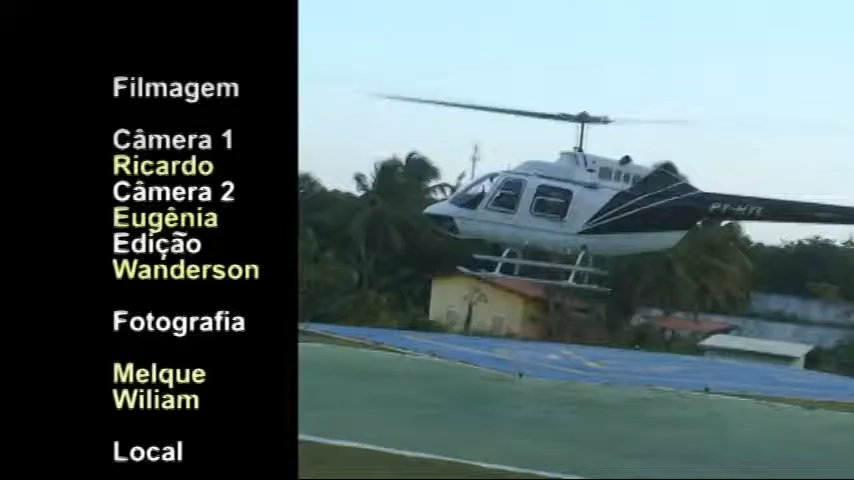 Filmagem
Câmera 1
Ricardo
Câmera 2
Eugênia
Edição
Wanderson
Fotografia
Melque
Wiliam
Local